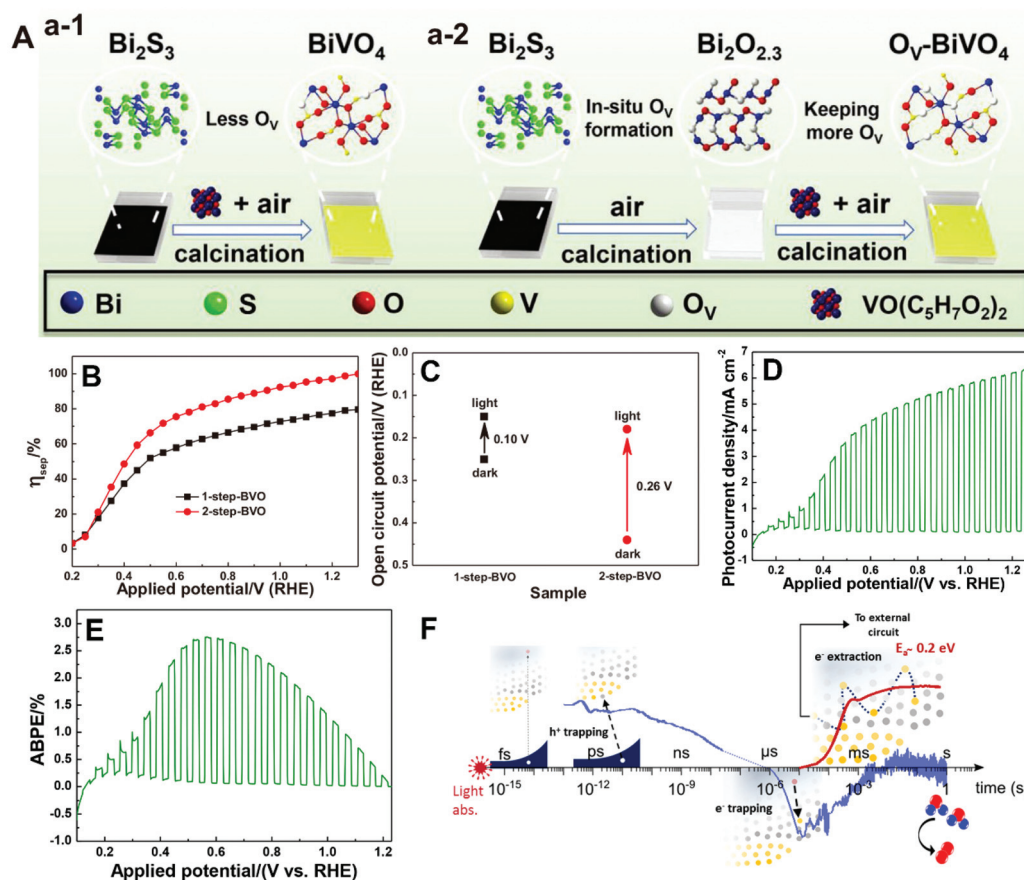 A a-1
Bi2S3
BiVO4
Less OV
+ air
calcination
a-2
Bi2S3
Bi2O2.3
OV-BiVO4
In-situ OV
formation
Keeping
more OV
air
calcination
+ air
calcination
Bi
S
O
V
OV
VO(C5H7O2)2
B
ηsep/%
100
80
60
40
20
0
1-step-BVO
2-step-BVO
0.2 0.4 0.6 0.8 1.0 1.2
Applied potential/V (RHE)
C
Open circuit potential/V (RHE)
0.0
0.1
0.2
0.3
0.4
0.5
light
0.10 V
dark
light
0.26 V
dark
1-step-BVO 2-step-BVO
Sample
D
Photocurrent density/mA cm-2
7
6
5
4
3
2
1
0
-1
0.2 0.4 0.6 0.8 1.0 1.2
Applied potential/(V vs. RHE)
E
ABPE/%
3.0
2.5
2.0
1.5
1.0
0.5
0.0
-0.5
-1.0
0.2 0.4 0.6 0.8 1.0 1.2
Applied potential/(V vs. RHE)
F
To external
circuit
e- extraction
Ea~ 0.2 eV
h+ trapping
fs ps ns µs ms s
Light
abs.
10-15 10-12 10-9 10-6 10-3 1
time (s
e- trapping